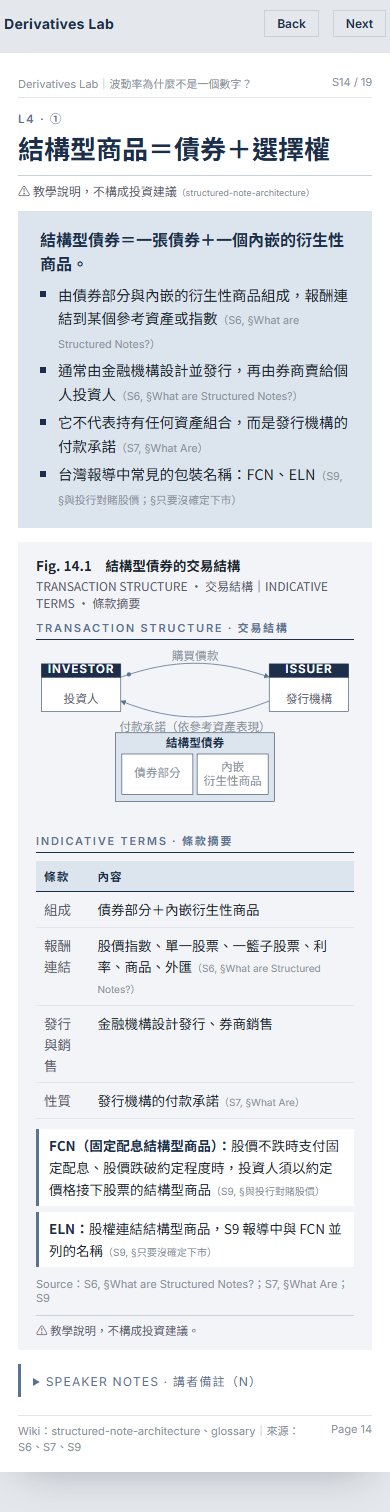 Derivatives Lab
Back
Next
Derivatives Lab｜波動率為什麼不是一個數字？
S14 / 19
L4 · ①
結構型商品＝債券＋選擇權
⚠ 教學說明，不構成投資建議（structured-note-architecture）
結構型債券＝一張債券＋一個內嵌的衍生性
商品。
由債券部分與內嵌的衍生性商品組成，報酬連
結到某個參考資產或指數（S6, §What are
Structured Notes?）
通常由金融機構設計並發行，再由券商賣給個
人投資人（S6, §What are Structured Notes?）
它不代表持有任何資產組合，而是發行機構的
付款承諾（S7, §What Are）
台灣報導中常見的包裝名稱：FCN、ELN（S9,
§與投行對賭股價；§只要沒確定下市）
Fig. 14.1　結構型債券的交易結構
TRANSACTION STRUCTURE · 交易結構｜INDICATIVE
TERMS · 條款摘要
TRANSACTION STRUCTURE · 交易結構
購買價款
INVESTOR
投資人
ISSUER
發行機構
付款承諾（依參考資產表現）
結構型債券
債券部分
內嵌
衍生性商品
INDICATIVE TERMS · 條款摘要
條款
內容
組成
債券部分＋內嵌衍生性商品
報酬
連結
股價指數、單一股票、一籃子股票、利
率、商品、外匯（S6, §What are Structured
Notes?）
發行
與銷
售
金融機構設計發行、券商銷售
性質
發行機構的付款承諾（S7, §What Are）
FCN（固定配息結構型商品）：股價不跌時支付固
定配息、股價跌破約定程度時，投資人須以約定
價格接下股票的結構型商品（S9, §與投行對賭股價）
ELN：股權連結結構型商品，S9 報導中與 FCN 並
列的名稱（S9, §只要沒確定下市）
Source：S6, §What are Structured Notes?；S7, §What Are；
S9
⚠ 教學說明，不構成投資建議。
▶ SPEAKER NOTES · 講者備註（N）
Wiki：structured-note-architecture、glossary｜來源：
S6、S7、S9
Page 14